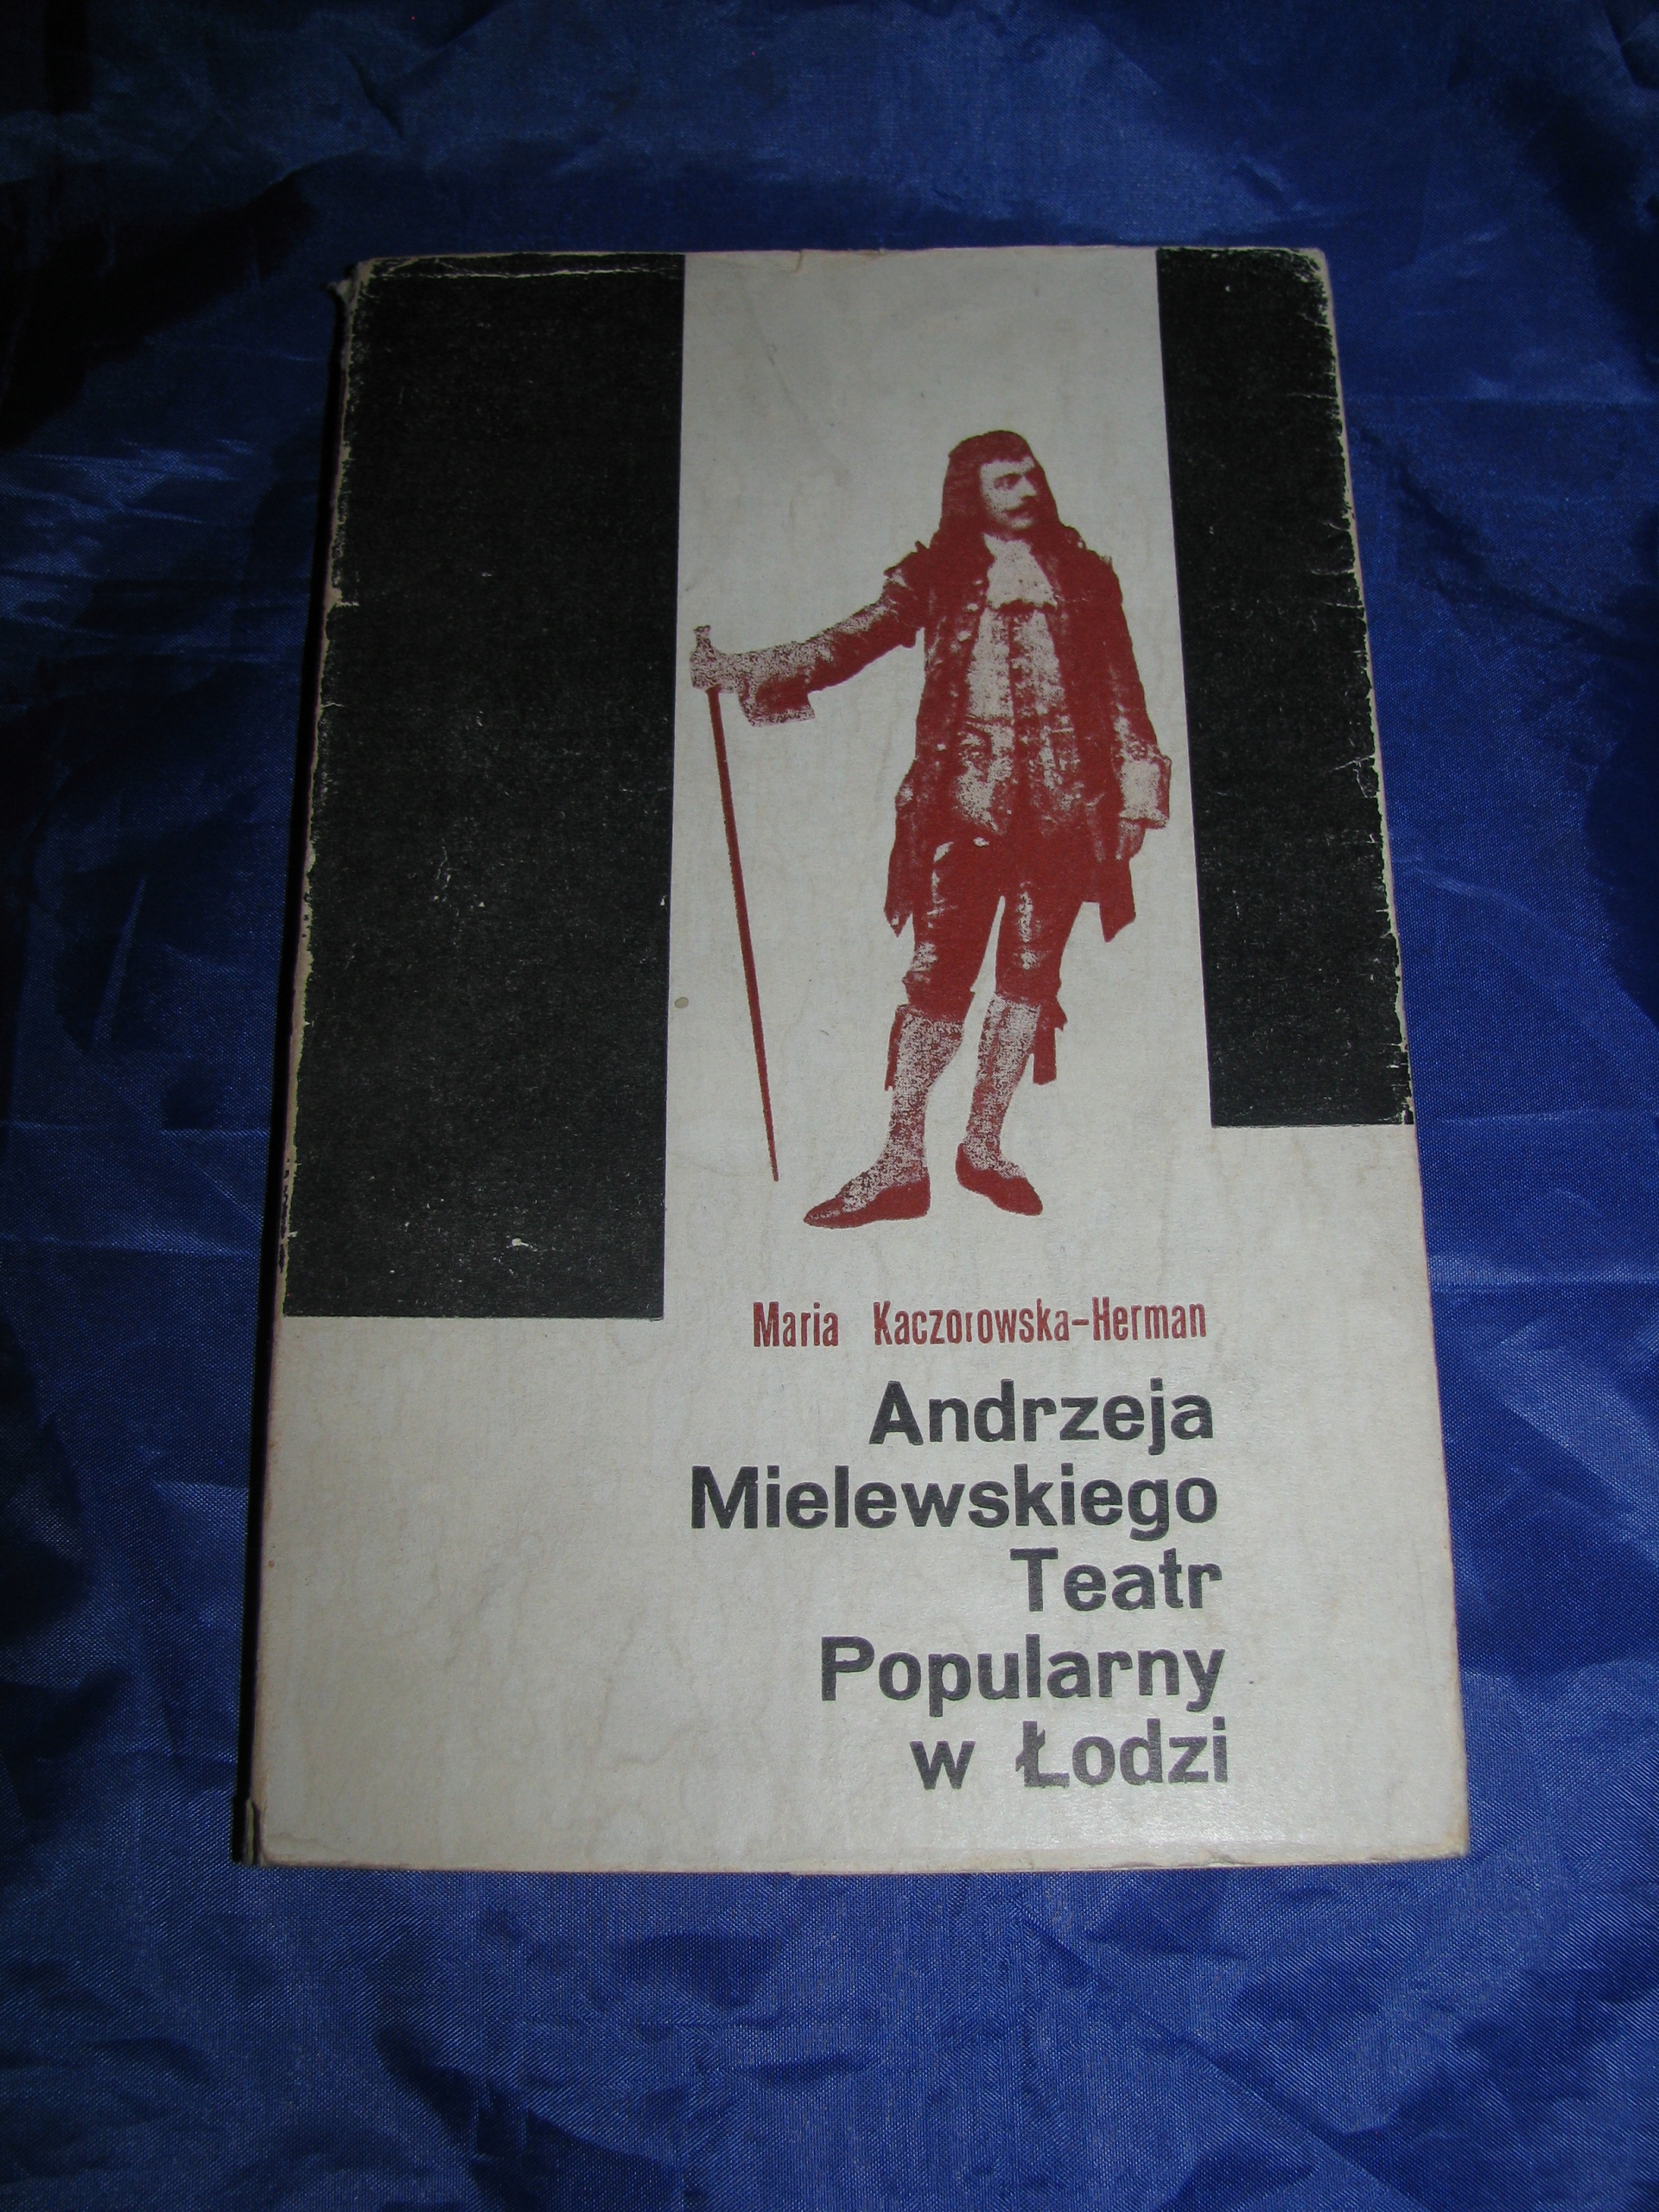 Maria Kaczorowska-Herman
Andrzeja
Mielewskiego
Teatr
Popularny
w Łodzi